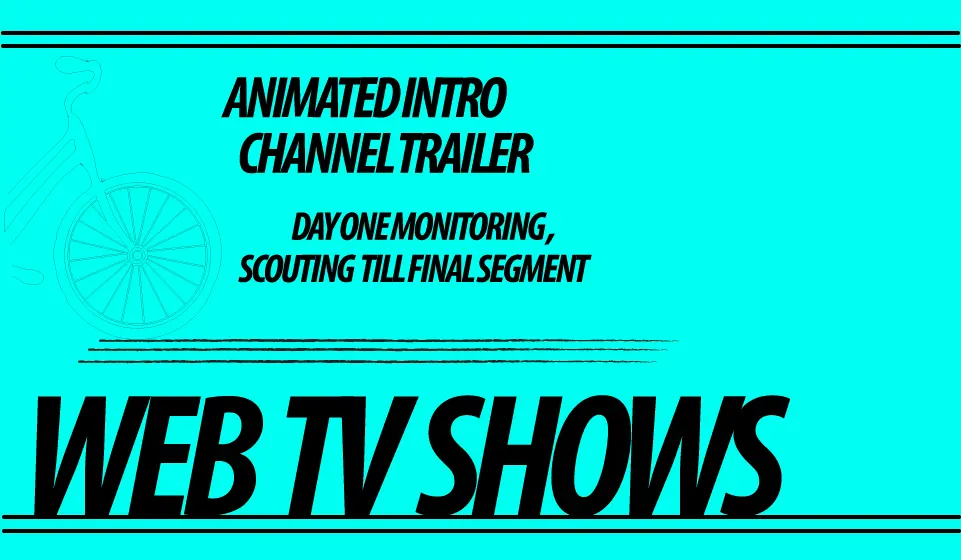 ANIMATED INTRO
CHANNEL TRAILER
DAY ONE MONITORING,
SCOUTING TILL FINAL SEGMENT
WEB TV SHOWS